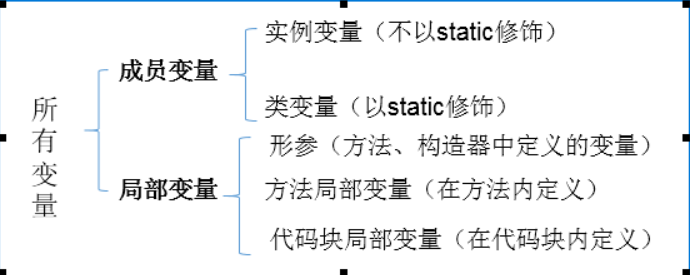 实例变量（不以static修饰）
成员变量
类变量（以static修饰）
所有变量
形参（方法、构造器中定义的变量）
局部变量
方法局部变量（在方法内定义）
代码块局部变量（在代码块内定义）